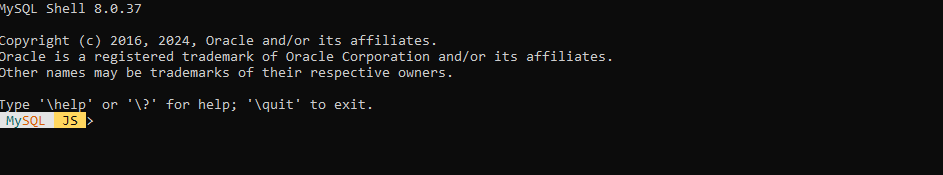 MySQL Shell 8.0.37
Copyright (c) 2016, 2024, Oracle and/or its affiliates.
Oracle is a registered trademark of Oracle Corporation and/or its affiliates.
Other names may be trademarks of their respective owners.
Type '\help' or '\?' for help; '\quit' to exit.
MySQL JS >